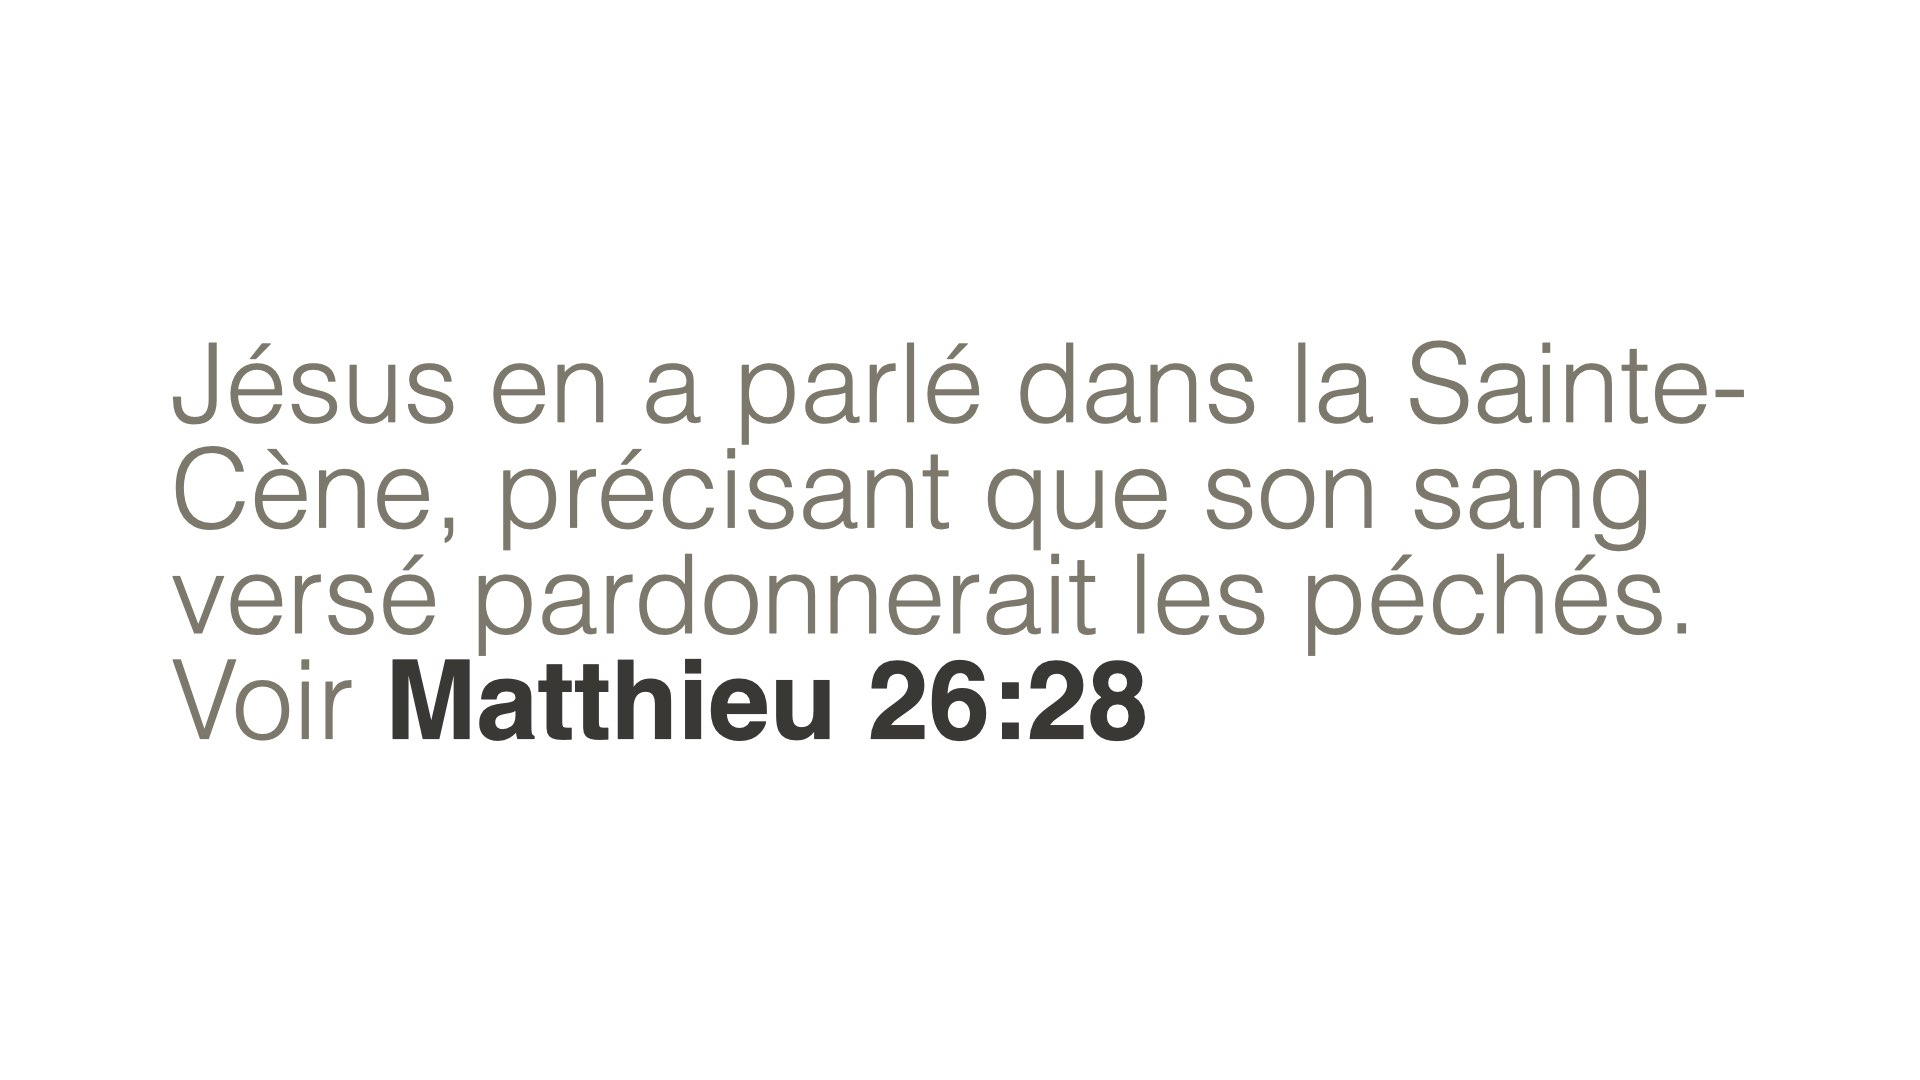 Jésus en a parlé dans la Sainte-
Cène, précisant que son sang
versé pardonnerait les péchés.
Voir Matthieu 26:28